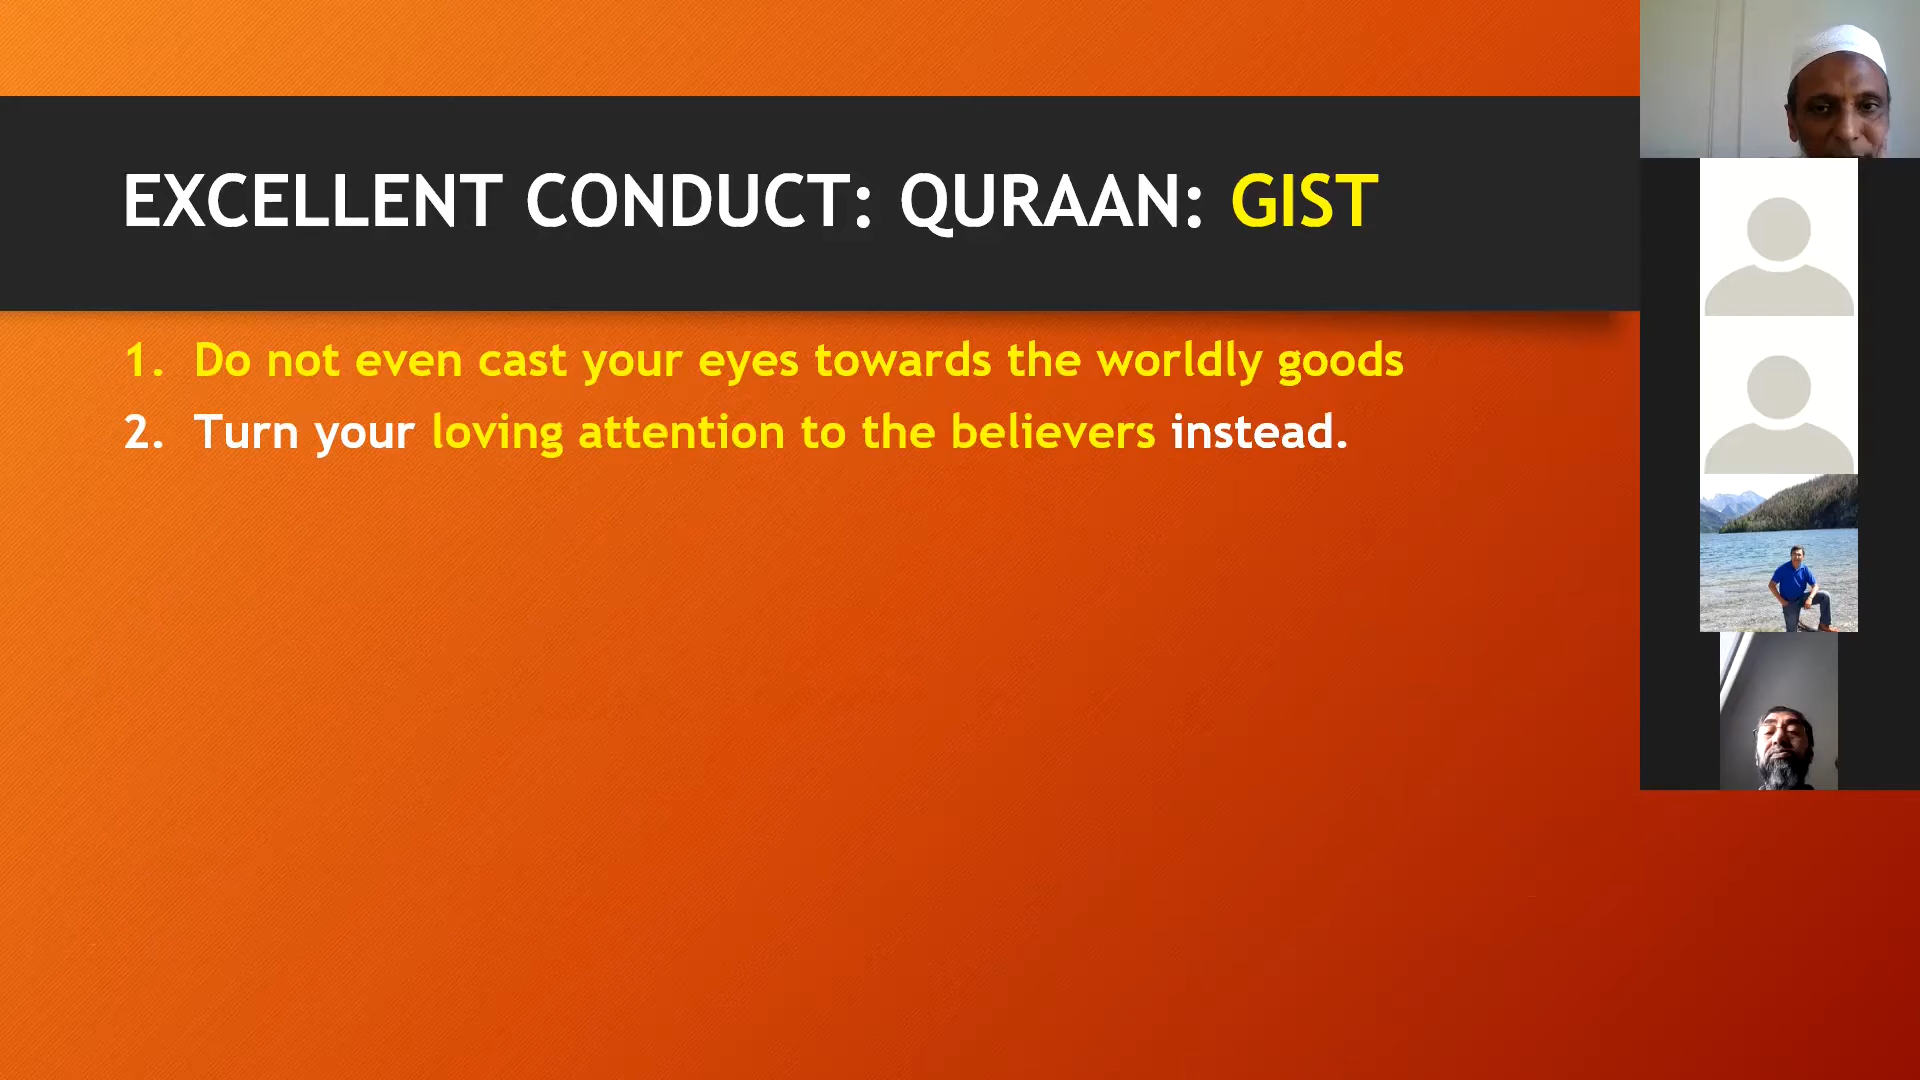 EXCELLENT CONDUCT: QURAAN: GIST
1. Do not even cast your eyes towards the worldly goods
2. Turn your loving attention to the believers instead.